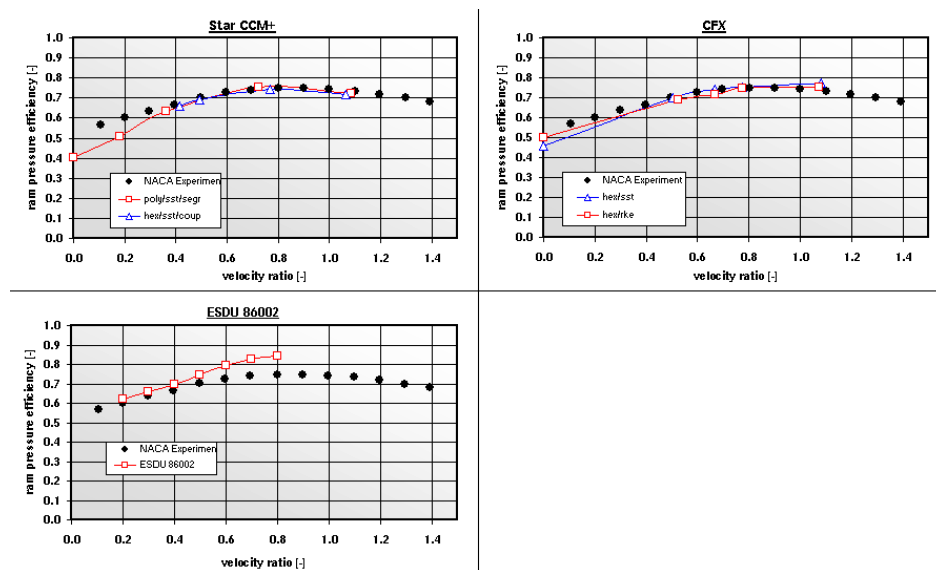 Star CCM+
ram pressure efficiency [-]
1.0
0.9
0.8
0.7
0.6
0.5
0.4
0.3
0.2
0.1
0.0
NACA Experimen
poly/sst/segr
hex/sst/coup
0.0 0.2 0.4 0.6 0.8 1.0 1.2 1.4
velocity ratio [-]
CFX
ram pressure efficiency [-]
1.0
0.9
0.8
0.7
0.6
0.5
0.4
0.3
0.2
0.1
0.0
NACA Experiment
hex/sst
hex/rke
0.0 0.2 0.4 0.6 0.8 1.0 1.2 1.4
velocity ratio [-]
ESDU 86002
ram pressure efficiency [-]
1.0
0.9
0.8
0.7
0.6
0.5
0.4
0.3
0.2
0.1
0.0
NACA Experimen
ESDU 86002
0.0 0.2 0.4 0.6 0.8 1.0 1.2 1.4
velocity ratio [-]